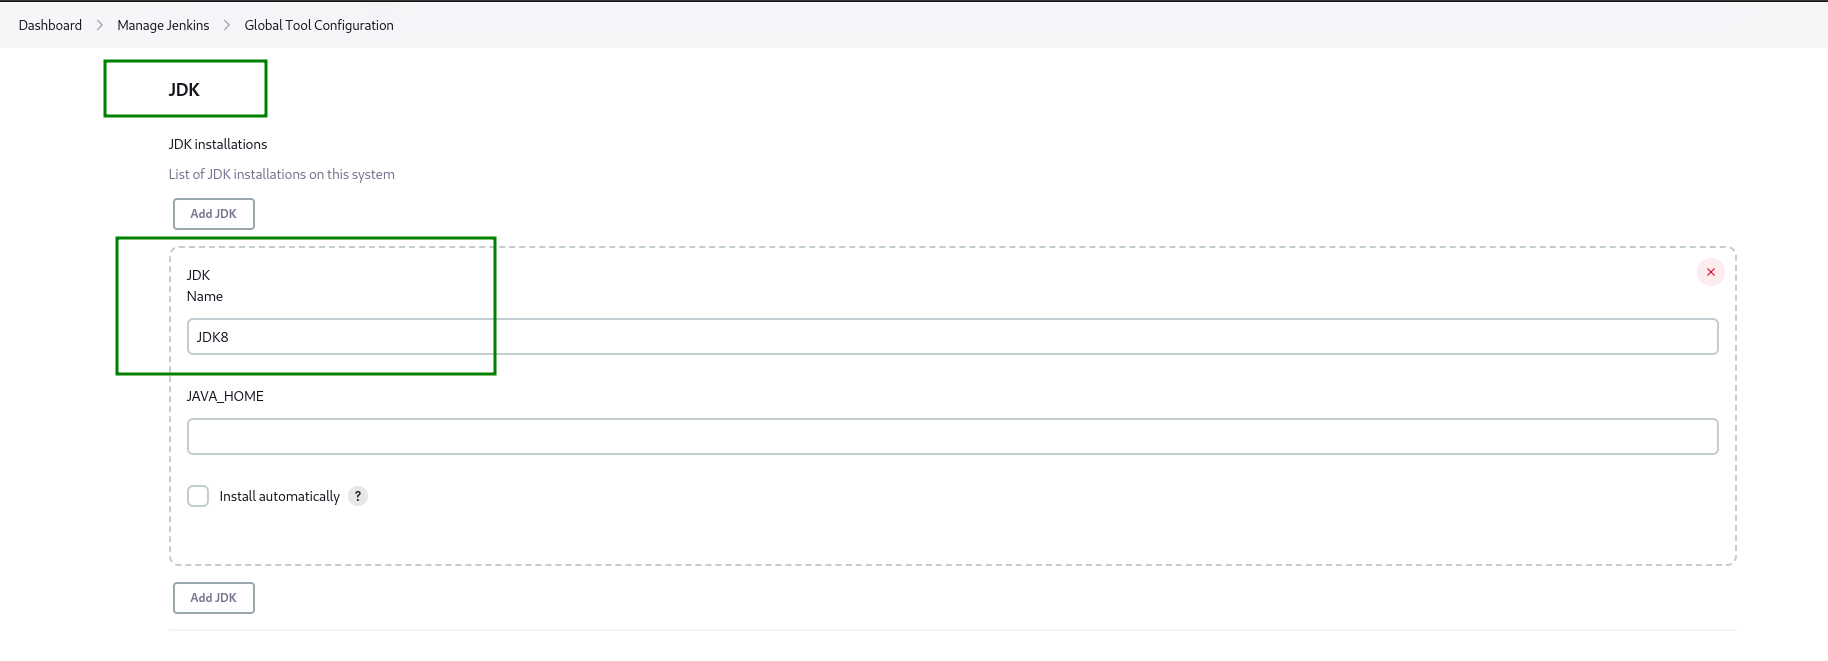 Dashboard > Manage Jenkins > Global Tool Configuration
JDK
JDK installations
List of JDK installations on this system
Add JDK
JDK
Name
JDK8
JAVA_HOME
Install automatically ?
Add JDK